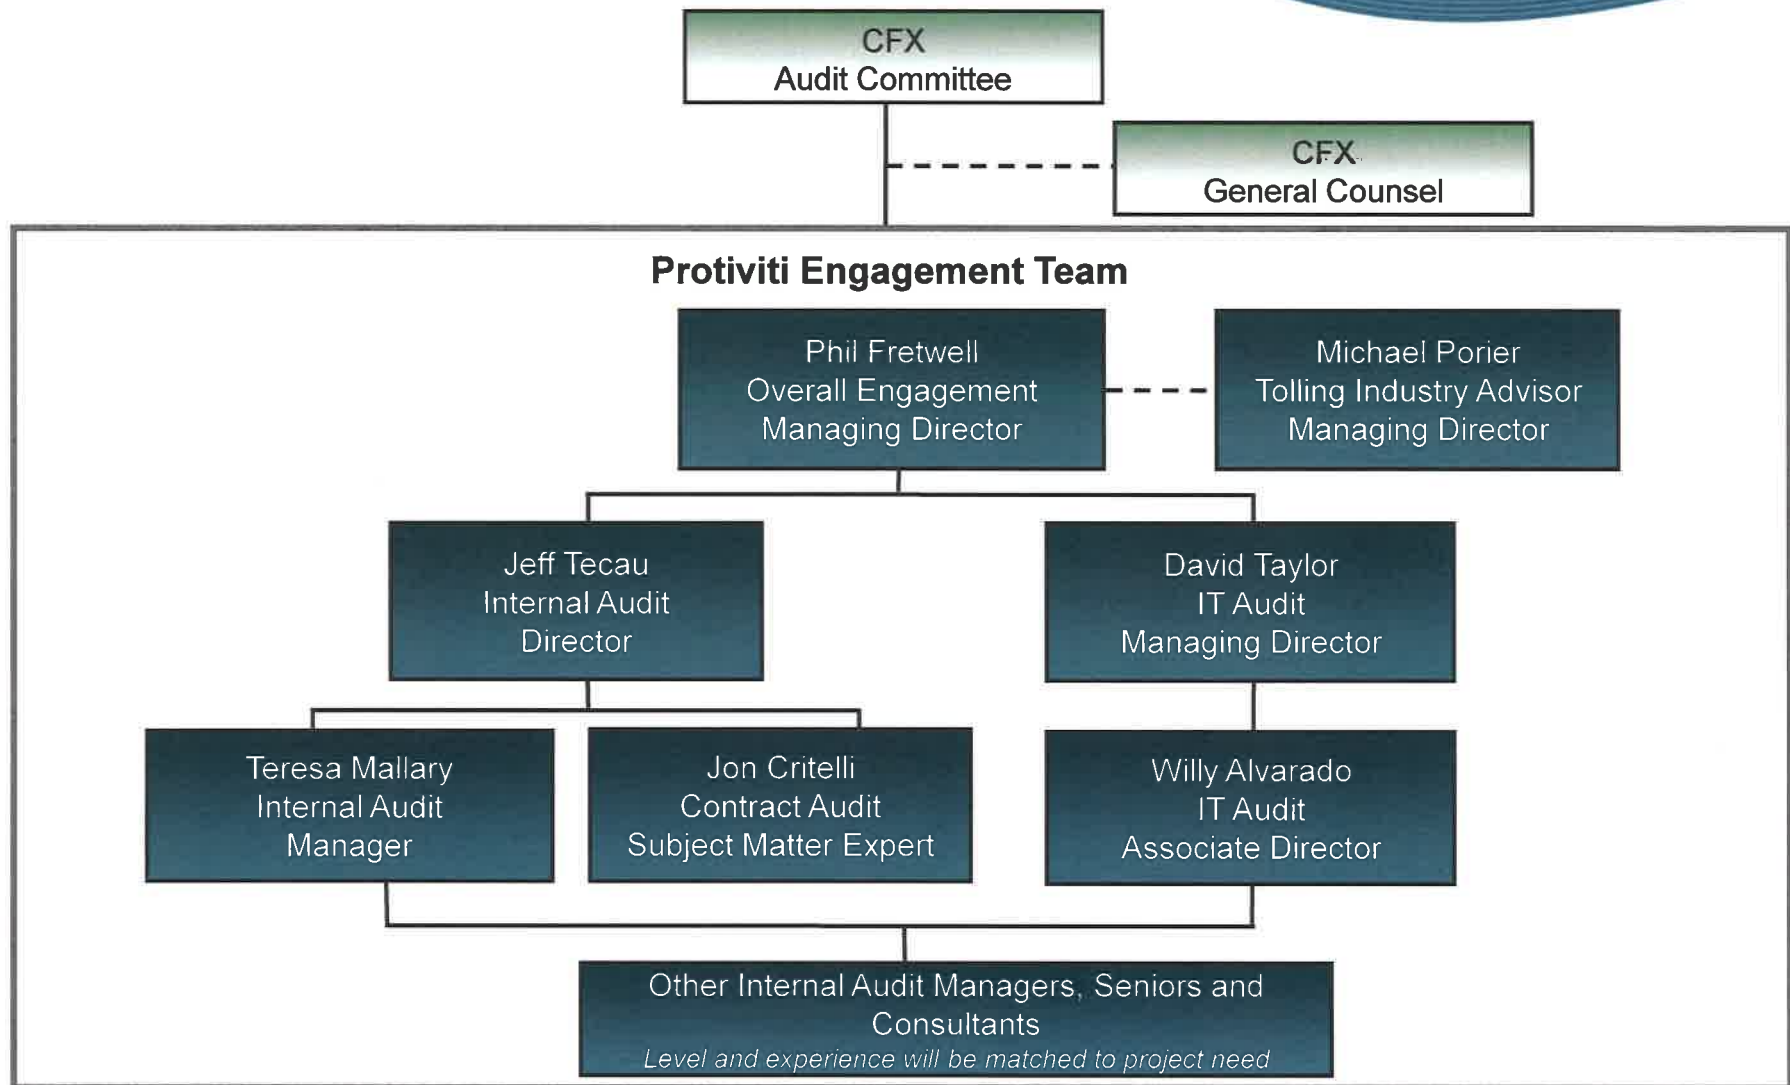 CFX
Audit Committee
CFX
General Counsel
Protiviti Engagement Team
Phil Fretwell
Overall Engagement
Managing Director
Michael Porier
Tolling Industry Advisor
Managing Director
Jeff Tecau
Internal Audit
Director
David Taylor
IT Audit
Managing Director
Teresa Mallary
Internal Audit
Manager
Jon Critelli
Contract Audit
Subject Matter Expert
Willy Alvarado
IT Audit
Associate Director
Other Internal Audit Managers, Seniors and
Consultants
Level and experience will be matched to project need